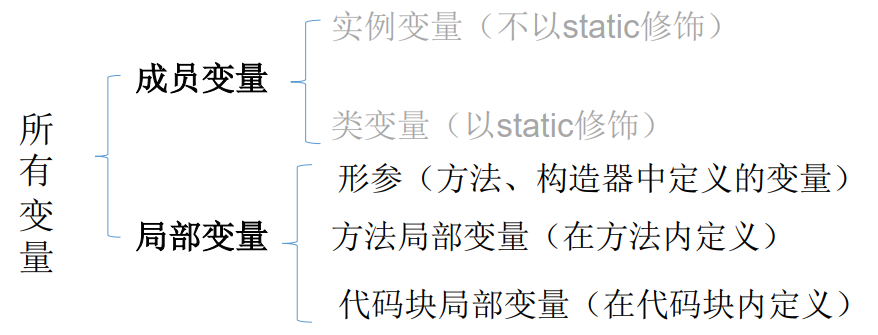 所有变量
成员变量
实例变量（不以static修饰）
类变量（以static修饰）
局部变量
形参（方法、构造器中定义的变量）
方法局部变量（在方法内定义）
代码块局部变量（在代码块内定义）